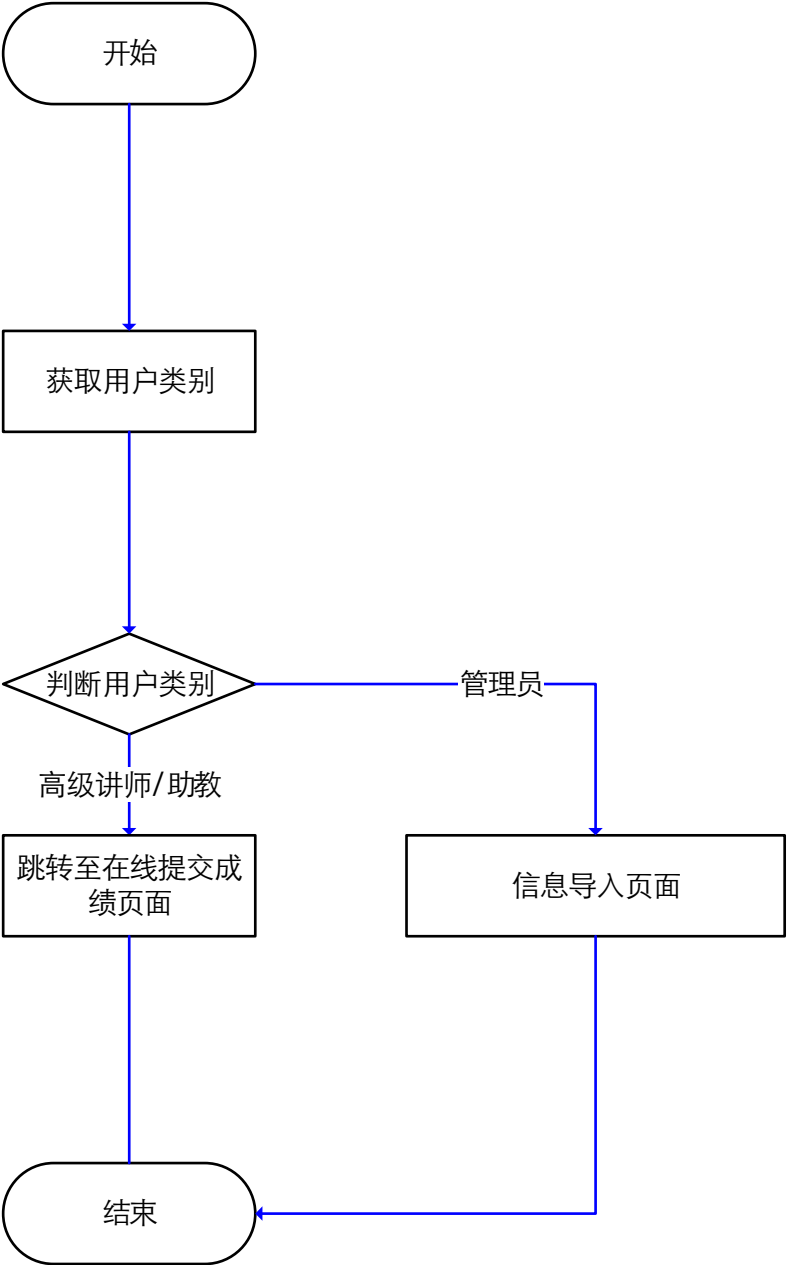 开始
获取用户类别
判断用户类别
管理员
高级讲师/助教
跳转至在线提交成
绩页面
信息导入页面
结束